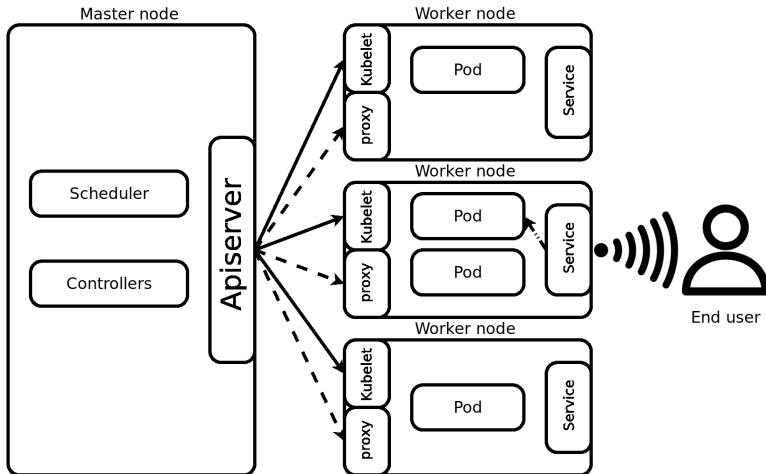 Master node
Scheduler
Controllers
Apiserver
Worker node
Kubelet
proxy
Pod
Service
Worker node
Kubelet
proxy
Pod
Pod
Service
Worker node
Kubelet
proxy
Pod
Service
End user